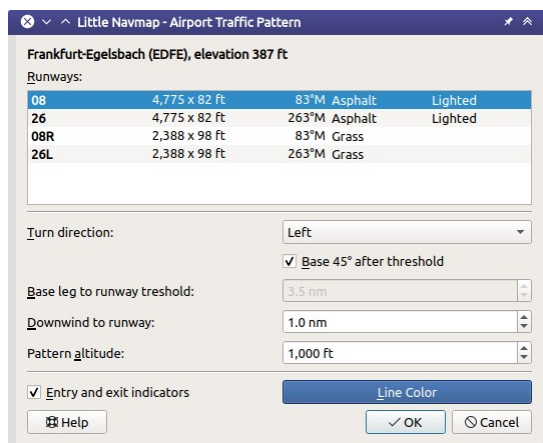 Little Navmap - Airport Traffic Pattern
Frankfurt-Egelsbach (EDFE), elevation 387 ft
Runways:
08 4,775 x 82 ft 83°M Asphalt Lighted
26 4,775 x 82 ft 263°M Asphalt Lighted
08R 2,388 x 98 ft 83°M Grass
26L 2,388 x 98 ft 263°M Grass
Turn direction: Left
Base 45° after threshold
Base leg to runway treshold: 3.5 nm
Downwind to runway: 1.0 nm
Pattern altitude: 1,000 ft
Entry and exit indicators Line Color
Help OK Cancel